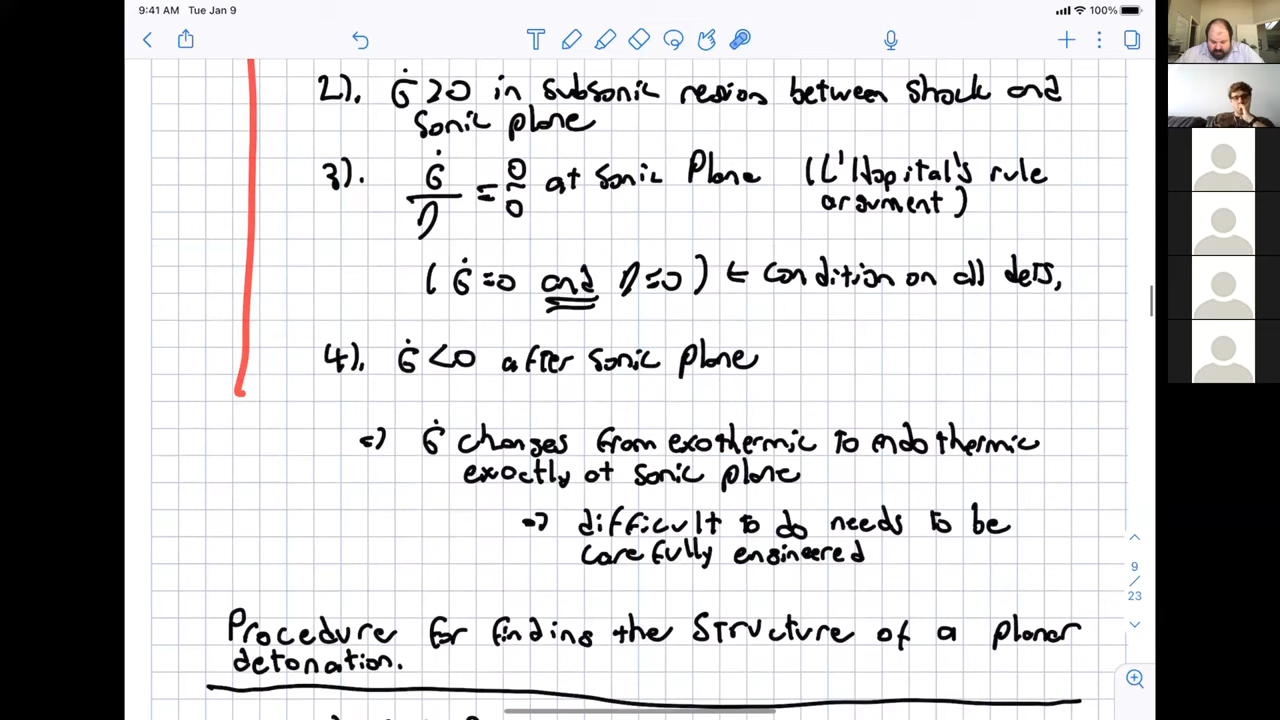 9:41 AM Tue Jan 9
100%
2). σ̇ >0 in subsonic region between shock and
sonic plane
3). σ̇/η = 0/0 at sonic Plane (L'Hopital's rule
argument)
( σ̇=0 and η=0 ) ← condition on all dets,
4). σ̇ <0 after sonic plane
=> σ̇ changes from exothermic to endothermic
exactly at sonic plane
=> difficult to do needs to be
carefully engineered
9
/
23
Procedure for finding the Structure of a planar
detonation.